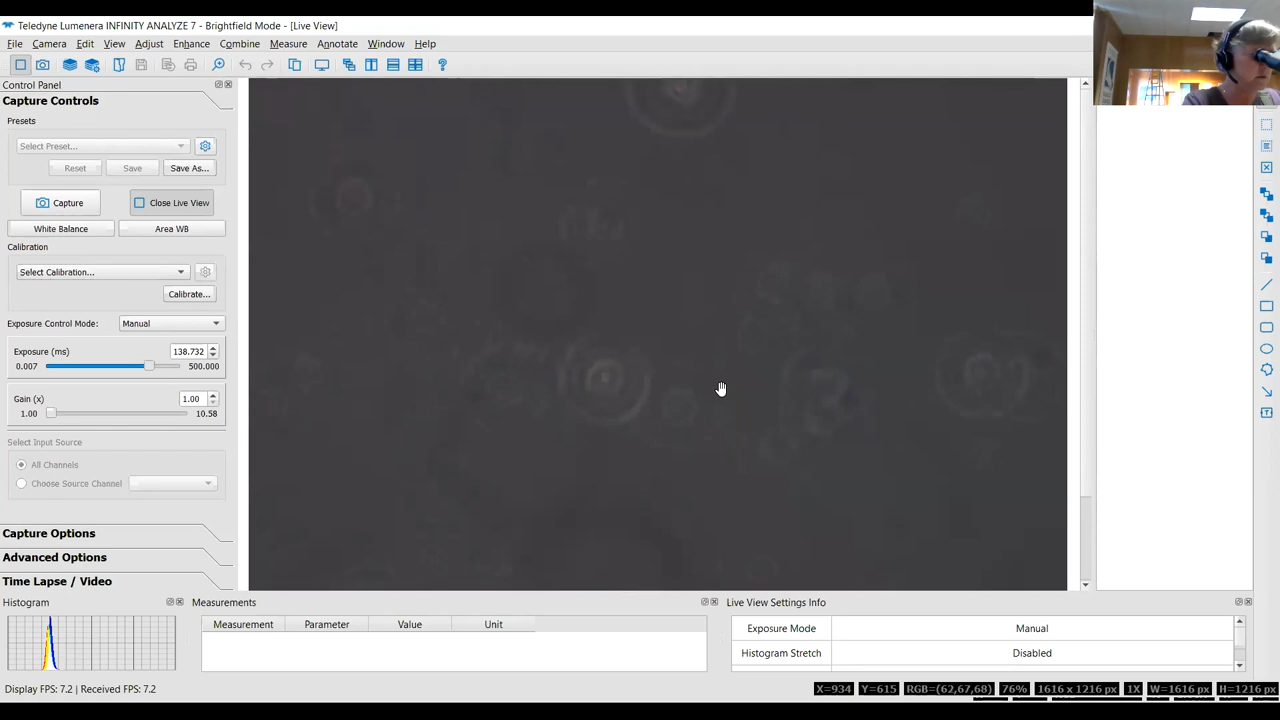 Teledyne Lumenera INFINITY ANALYZE 7 - Brightfield Mode - [Live View]
File Camera Edit View Adjust Enhance Combine Measure Annotate Window Help
Control Panel
Capture Controls
Presets
Select Preset...
Reset Save Save As...
Capture Close Live View
White Balance Area WB
Calibration
Select Calibration...
Calibrate...
Exposure Control Mode: Manual
Exposure (ms) 138.732
0.007 500.000
Gain (x) 1.00
1.00 10.58
Select Input Source
All Channels
Choose Source Channel
Capture Options
Advanced Options
Time Lapse / Video
Histogram Measurements Live View Settings Info
Measurement Parameter Value Unit
Exposure Mode Manual
Histogram Stretch Disabled
Display FPS: 7.2 | Received FPS: 7.2
X=934 Y=615 RGB=(62,67,68) 76% 1616 x 1216 px 1X W=1616 px H=1216 px